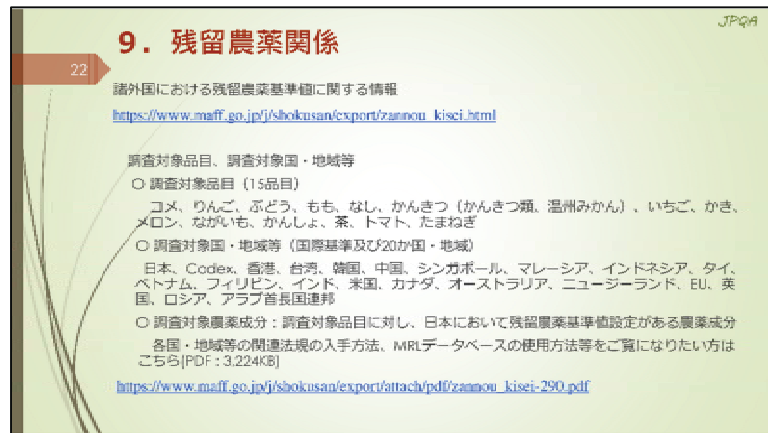 JPQA
9．残留農薬関係
22
諸外国における残留農薬基準値に関する情報
https://www.maff.go.jp/j/shokusan/export/zannou_kisei.html
調査対象品目、調査対象国・地域等
〇 調査対象品目（15品目）
コメ、りんご、ぶどう、もも、なし、かんきつ（かんきつ類、温州みかん）、いちご、かき、
メロン、ながいも、かんしょ、茶、トマト、たまねぎ
〇 調査対象国・地域等（国際基準及び20か国・地域）
日本、Codex、香港、台湾、韓国、中国、シンガポール、マレーシア、インドネシア、タイ、
ベトナム、フィリピン、インド、米国、カナダ、オーストラリア、ニュージーランド、EU、英
国、ロシア、アラブ首長国連邦
〇 調査対象農薬成分：調査対象品目に対し、日本において残留農薬基準値設定がある農薬成分
各国・地域等の関連法規の入手方法、MRLデータベースの使用方法等をご覧になりたい方は
こちら[PDF：3,224KB]
https://www.maff.go.jp/j/shokusan/export/attach/pdf/zannou_kisei-290.pdf